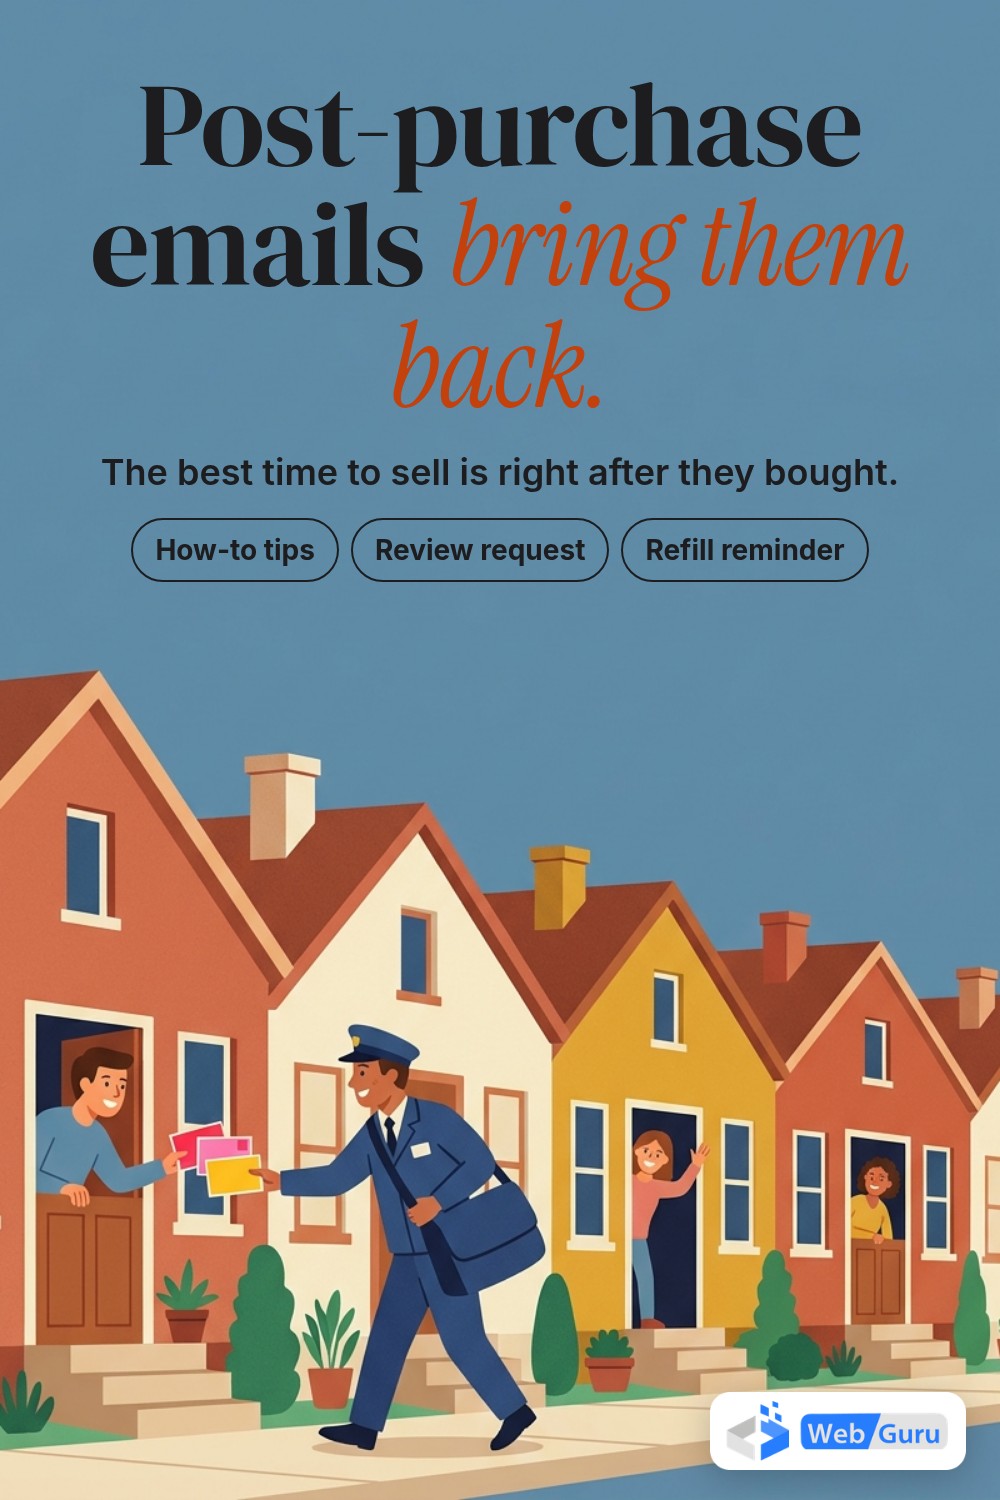 Post-purchase
emails bring them
back.
The best time to sell is right after they bought.
How-to tips
Review request
Refill reminder
Web Guru